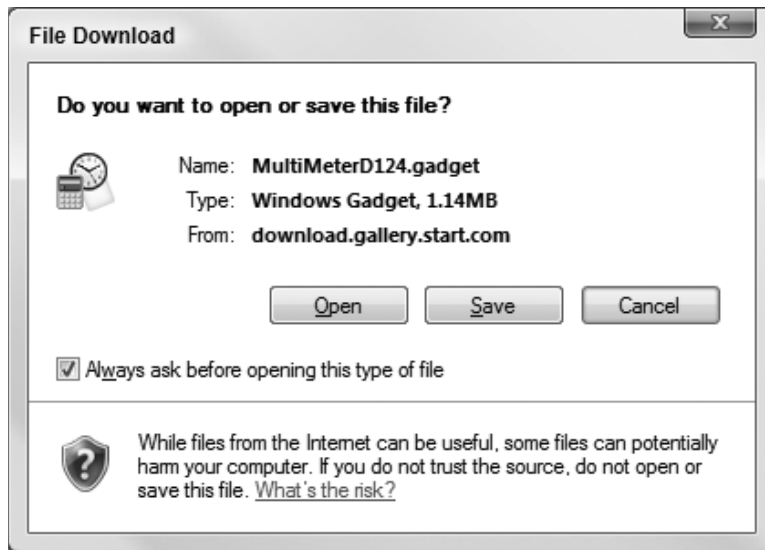 File Download
Do you want to open or save this file?
Name: MultiMeterD124.gadget
Type: Windows Gadget, 1.14MB
From: download.gallery.start.com
Open Save Cancel
Always ask before opening this type of file
While files from the Internet can be useful, some files can potentially
harm your computer. If you do not trust the source, do not open or
save this file. What's the risk?